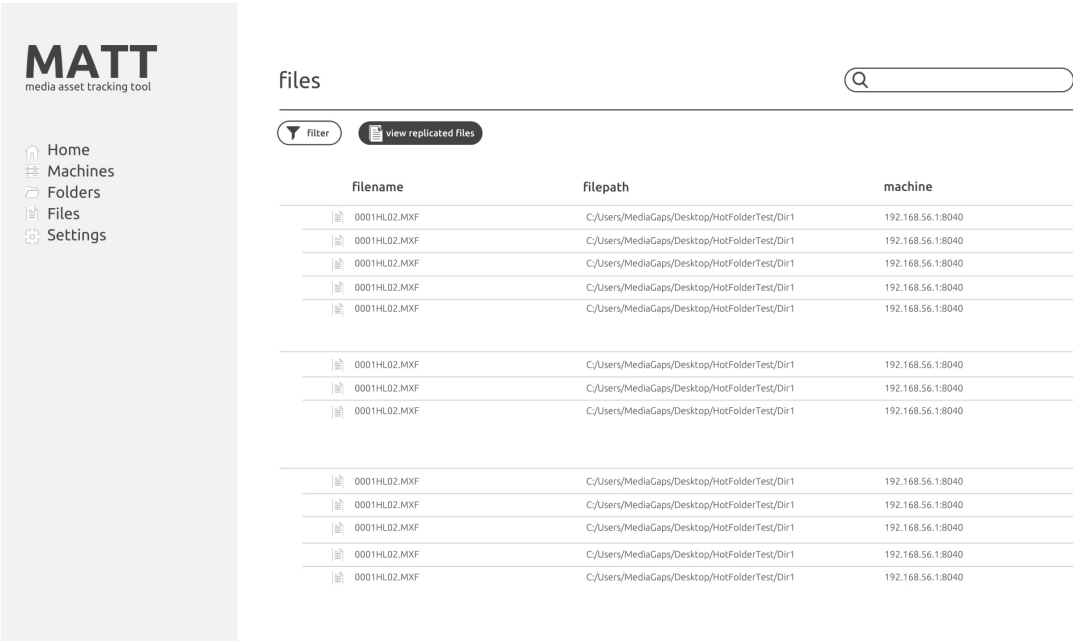 MATT
media asset tracking tool
Home
Machines
Folders
Files
Settings
files
filter
view replicated files
filename filepath machine
0001HL02.MXF C:/Users/MediaGaps/Desktop/HotFolderTest/Dir1 192.168.56.1:8040
0001HL02.MXF C:/Users/MediaGaps/Desktop/HotFolderTest/Dir1 192.168.56.1:8040
0001HL02.MXF C:/Users/MediaGaps/Desktop/HotFolderTest/Dir1 192.168.56.1:8040
0001HL02.MXF C:/Users/MediaGaps/Desktop/HotFolderTest/Dir1 192.168.56.1:8040
0001HL02.MXF C:/Users/MediaGaps/Desktop/HotFolderTest/Dir1 192.168.56.1:8040
0001HL02.MXF C:/Users/MediaGaps/Desktop/HotFolderTest/Dir1 192.168.56.1:8040
0001HL02.MXF C:/Users/MediaGaps/Desktop/HotFolderTest/Dir1 192.168.56.1:8040
0001HL02.MXF C:/Users/MediaGaps/Desktop/HotFolderTest/Dir1 192.168.56.1:8040
0001HL02.MXF C:/Users/MediaGaps/Desktop/HotFolderTest/Dir1 192.168.56.1:8040
0001HL02.MXF C:/Users/MediaGaps/Desktop/HotFolderTest/Dir1 192.168.56.1:8040
0001HL02.MXF C:/Users/MediaGaps/Desktop/HotFolderTest/Dir1 192.168.56.1:8040
0001HL02.MXF C:/Users/MediaGaps/Desktop/HotFolderTest/Dir1 192.168.56.1:8040
0001HL02.MXF C:/Users/MediaGaps/Desktop/HotFolderTest/Dir1 192.168.56.1:8040